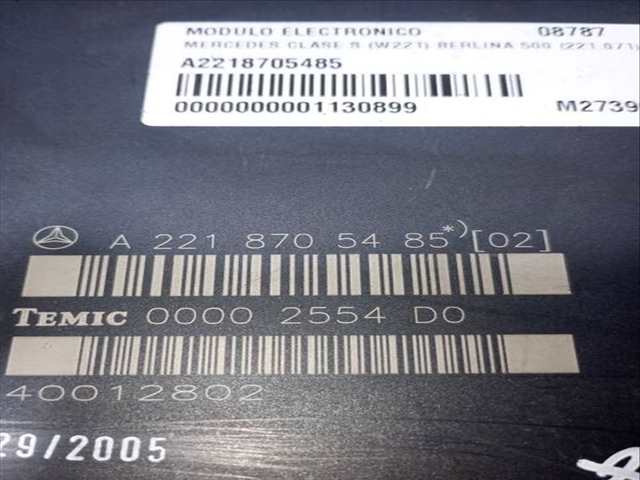 MODULO ELECTRONICO 08787
MERCEDES CLASE S (W221) BERLINA 500 (221.071)
A2218705485
0000000001130899 M2739
A 221 870 54 85*) [02]
TEMIC 0000 2554 D0
40012802
29/2005